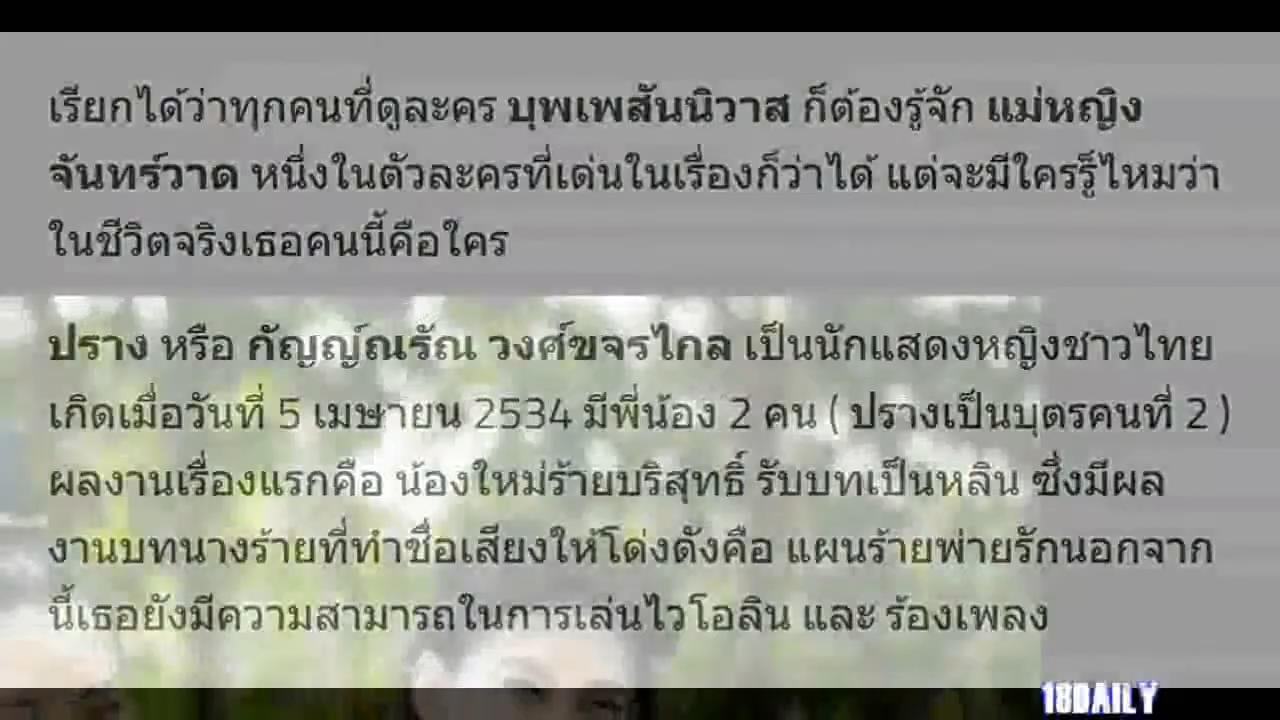 เรียกได้ว่าทุกคนที่ดูละคร บุพเพสันนิวาส ก็ต้องรู้จัก แม่หญิง
จันทร์วาด หนึ่งในตัวละครที่เด่นในเรื่องก็ว่าได้ แต่จะมีใครรู้ไหมว่า
ในชีวิตจริงเธอคนนี้คือใคร
ปราง หรือ กัญญ์ณรัณ วงศ์ขจรไกล เป็นนักแสดงหญิงชาวไทย
เกิดเมื่อวันที่ 5 เมษายน 2534 มีพี่น้อง 2 คน ( ปรางเป็นบุตรคนที่ 2 )
ผลงานเรื่องแรกคือ น้องใหม่ร้ายบริสุทธิ์ รับบทเป็นหลิน ซึ่งมีผล
งานบทนางร้ายที่ทำชื่อเสียงให้โด่งดังคือ แผนร้ายพ่ายรักนอกจาก
นี้เธอยังมีความสามารถในการเล่นไวโอลิน และ ร้องเพลง
18DAILY